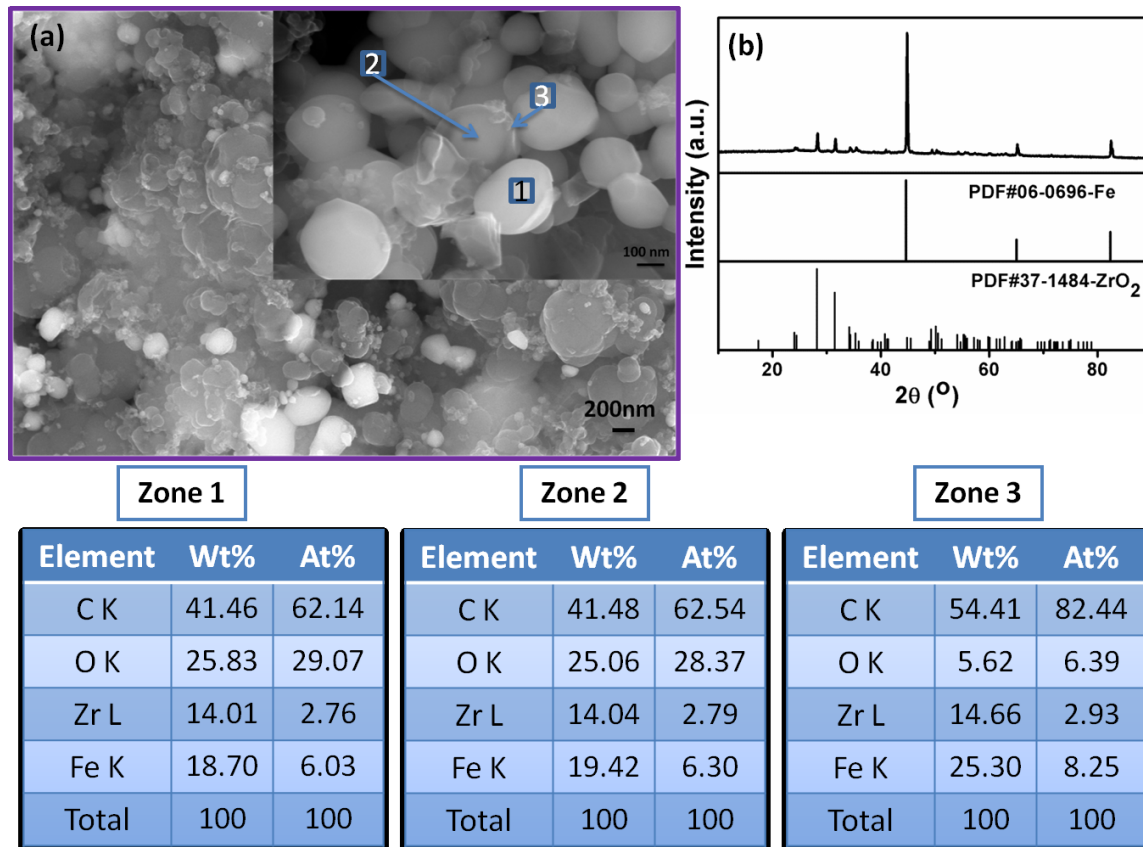 (a)
2
3
1
100 nm
200nm
(b)
Intensity (a.u.)
PDF#06-0696-Fe
PDF#37-1484-ZrO2
20 40 60 80
2θ (O)
Zone 1
Element Wt% At%
C K 41.46 62.14
O K 25.83 29.07
Zr L 14.01 2.76
Fe K 18.70 6.03
Total 100 100
Zone 2
Element Wt% At%
C K 41.48 62.54
O K 25.06 28.37
Zr L 14.04 2.79
Fe K 19.42 6.30
Total 100 100
Zone 3
Element Wt% At%
C K 54.41 82.44
O K 5.62 6.39
Zr L 14.66 2.93
Fe K 25.30 8.25
Total 100 100